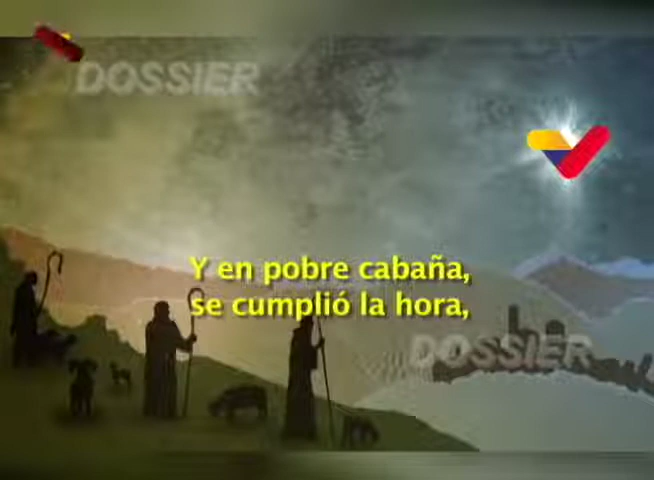 DOSSIER
Y en pobre cabaña,
se cumplió la hora,
DOSSIER